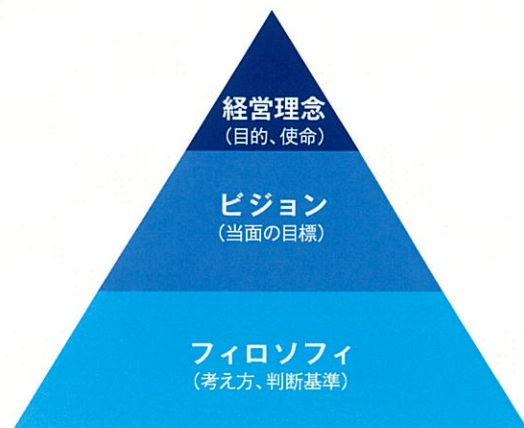 経営理念
(目的、使命)
ビジョン
(当面の目標)
フィロソフィ
(考え方、判断基準)